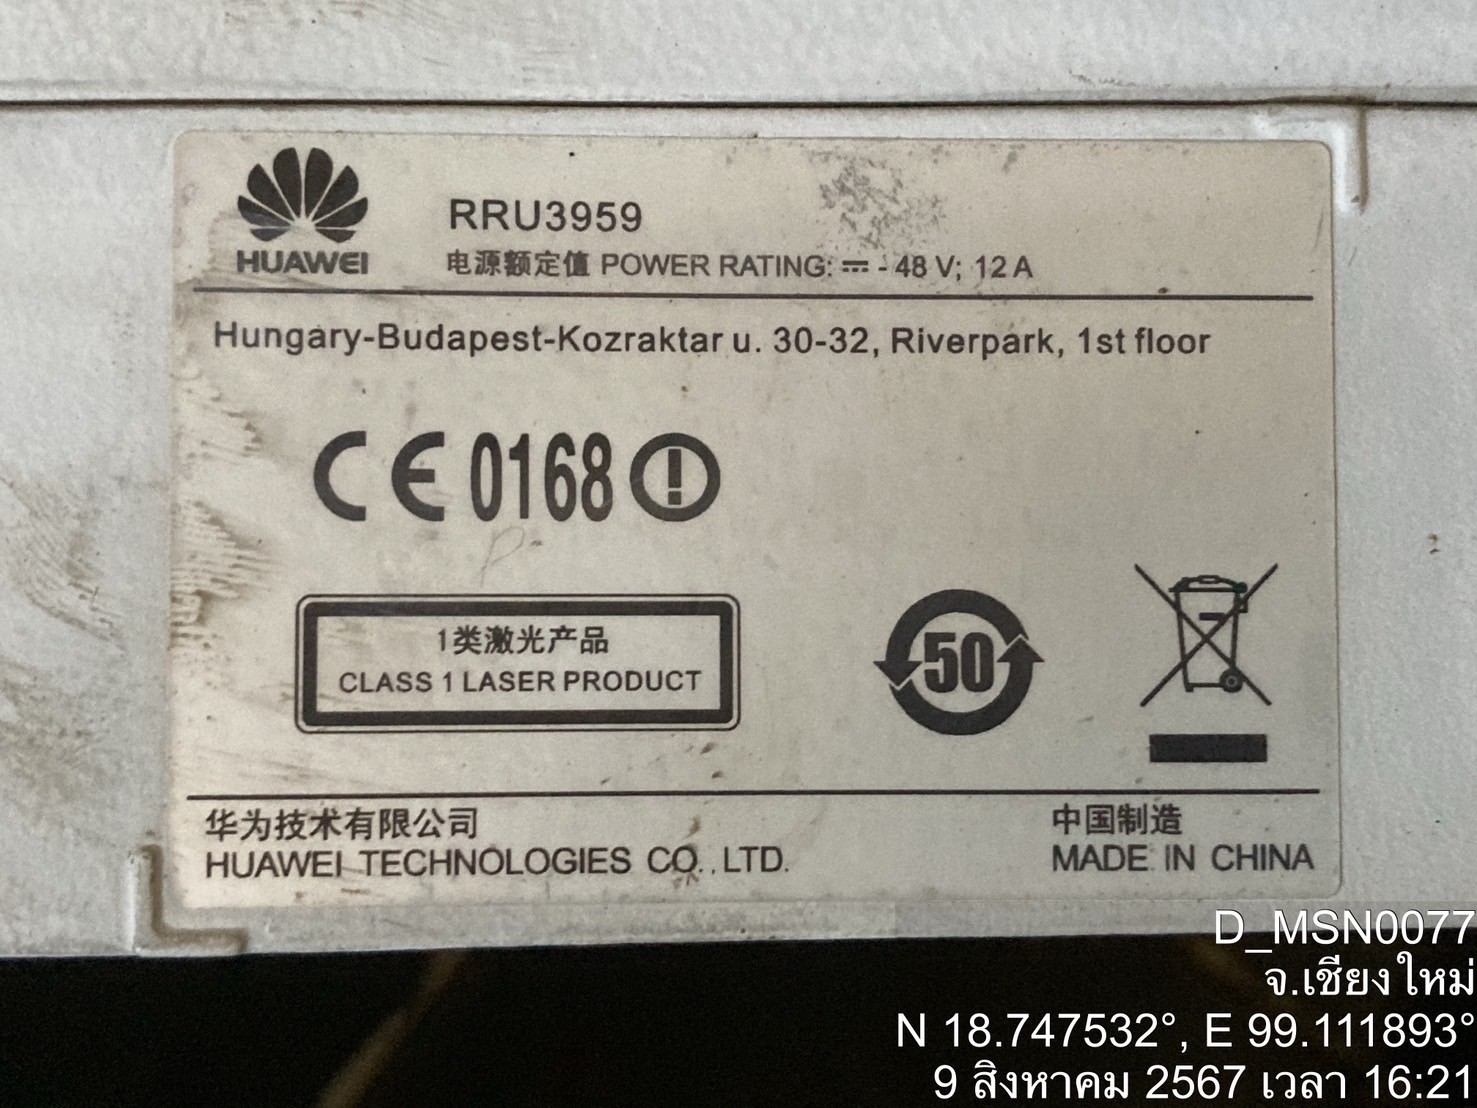 HUAWEI
RRU3959
电源额定值 POWER RATING: ⎓ - 48 V; 12 A
Hungary-Budapest-Kozraktar u. 30-32, Riverpark, 1st floor
CE 0168 !
1类激光产品
CLASS 1 LASER PRODUCT
50
华为技术有限公司
HUAWEI TECHNOLOGIES CO., LTD.
中国制造
MADE IN CHINA
D_MSN0077
จ.เชียงใหม่
N 18.747532°, E 99.111893°
9 สิงหาคม 2567 เวลา 16:21